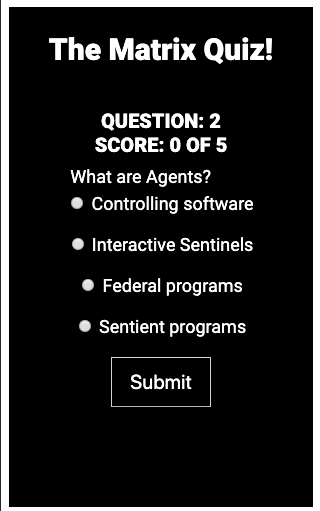 The Matrix Quiz!
QUESTION: 2
SCORE: 0 OF 5
What are Agents?
Controlling software
Interactive Sentinels
Federal programs
Sentient programs
Submit